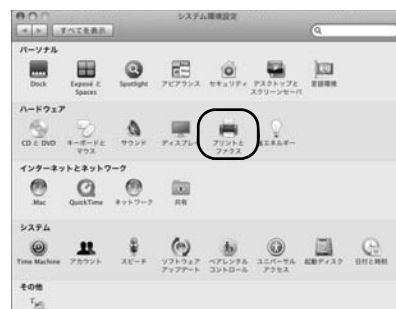 システム環境設定
すべてを表示
パーソナル
Dock
Exposé と Spaces
Spotlight
アピアランス
セキュリティ
デスクトップと スクリーンセーバ
言語環境
ハードウェア
CD と DVD
キーボードと マウス
サウンド
ディスプレイ
プリントと ファクス
省エネルギー
インターネットとネットワーク
.Mac
QuickTime
ネットワーク
共有
システム
Time Machine
アカウント
スピーチ
ソフトウェア アップデート
ペアレンタル コントロール
ユニバーサル アクセス
起動ディスク
日付と時刻
その他